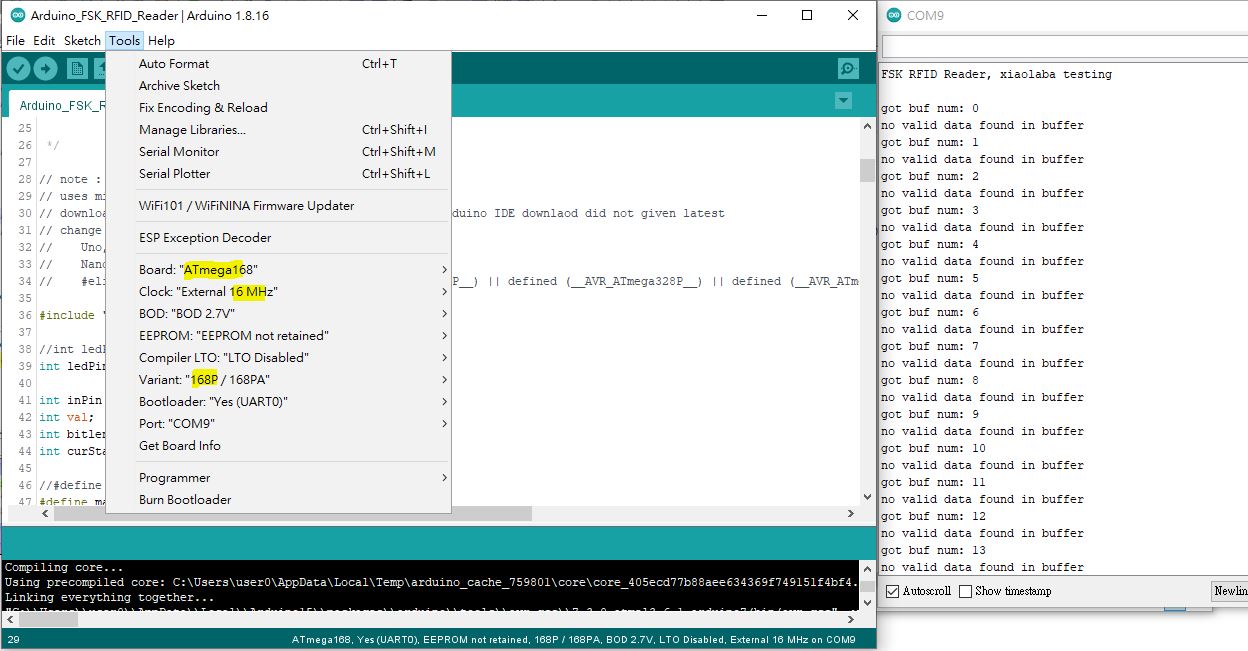 Arduino_FSK_RFID_Reader | Arduino 1.8.16
File Edit Sketch Tools Help
Arduino_FSK_R
Auto Format Ctrl+T
Archive Sketch
Fix Encoding & Reload
Manage Libraries... Ctrl+Shift+I
Serial Monitor Ctrl+Shift+M
Serial Plotter Ctrl+Shift+L
WiFi101 / WiFiNINA Firmware Updater
ESP Exception Decoder
Board: "ATmega168"
Clock: "External 16 MHz"
BOD: "BOD 2.7V"
EEPROM: "EEPROM not retained"
Compiler LTO: "LTO Disabled"
Variant: "168P / 168PA"
Bootloader: "Yes (UART0)"
Port: "COM9"
Get Board Info
Programmer
Burn Bootloader
25
26 */
27
28 // note :
29 // uses mi
30 // downloa duino IDE downlaod did not given latest
31 // change
32 // Uno,
33 // Nano
34 // #eli P__) || defined (__AVR_ATmega328P__) || defined (__AVR_ATm
35
36 #include "
37
38 //int ledP
39 int ledPin
40
41 int inPin
42 int val;
43 int bitlen
44 int curSta
45
46 //#define
47 #define ma
Compiling core...
Using precompiled core: C:\Users\user0\AppData\Local\Temp\arduino_cache_759801\core\core_405ecd77b88aee634369f749151f4bf4.
Linking everything together...
29
ATmega168, Yes (UART0), EEPROM not retained, 168P / 168PA, BOD 2.7V, LTO Disabled, External 16 MHz on COM9
COM9
FSK RFID Reader, xiaolaba testing
got buf num: 0
no valid data found in buffer
got buf num: 1
no valid data found in buffer
got buf num: 2
no valid data found in buffer
got buf num: 3
no valid data found in buffer
got buf num: 4
no valid data found in buffer
got buf num: 5
no valid data found in buffer
got buf num: 6
no valid data found in buffer
got buf num: 7
no valid data found in buffer
got buf num: 8
no valid data found in buffer
got buf num: 9
no valid data found in buffer
got buf num: 10
no valid data found in buffer
got buf num: 11
no valid data found in buffer
got buf num: 12
no valid data found in buffer
got buf num: 13
no valid data found in buffer
Autoscroll Show timestamp Newlin